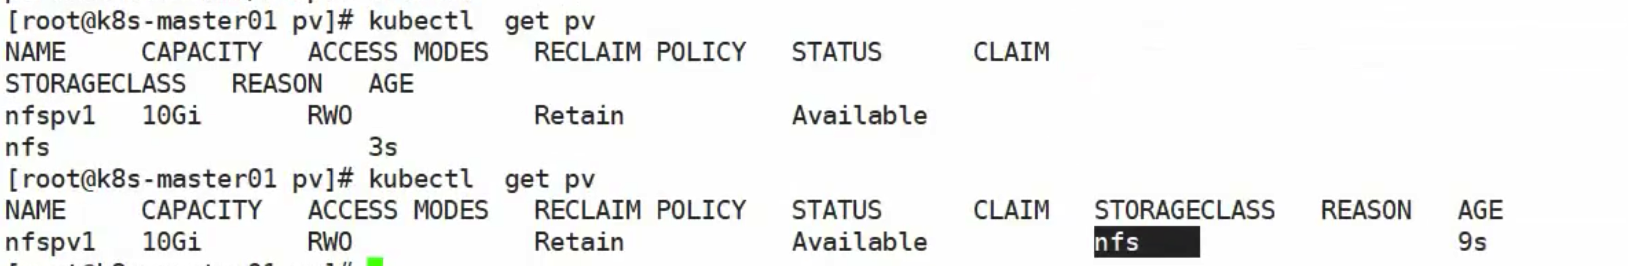 [root@k8s-master01 pv]# kubectl  get pv
NAME     CAPACITY   ACCESS MODES   RECLAIM POLICY   STATUS      CLAIM
STORAGECLASS   REASON   AGE
nfspv1   10Gi       RWO            Retain           Available
nfs                     3s
[root@k8s-master01 pv]# kubectl  get pv
NAME     CAPACITY   ACCESS MODES   RECLAIM POLICY   STATUS      CLAIM   STORAGECLASS   REASON   AGE
nfspv1   10Gi       RWO            Retain           Available           nfs                     9s